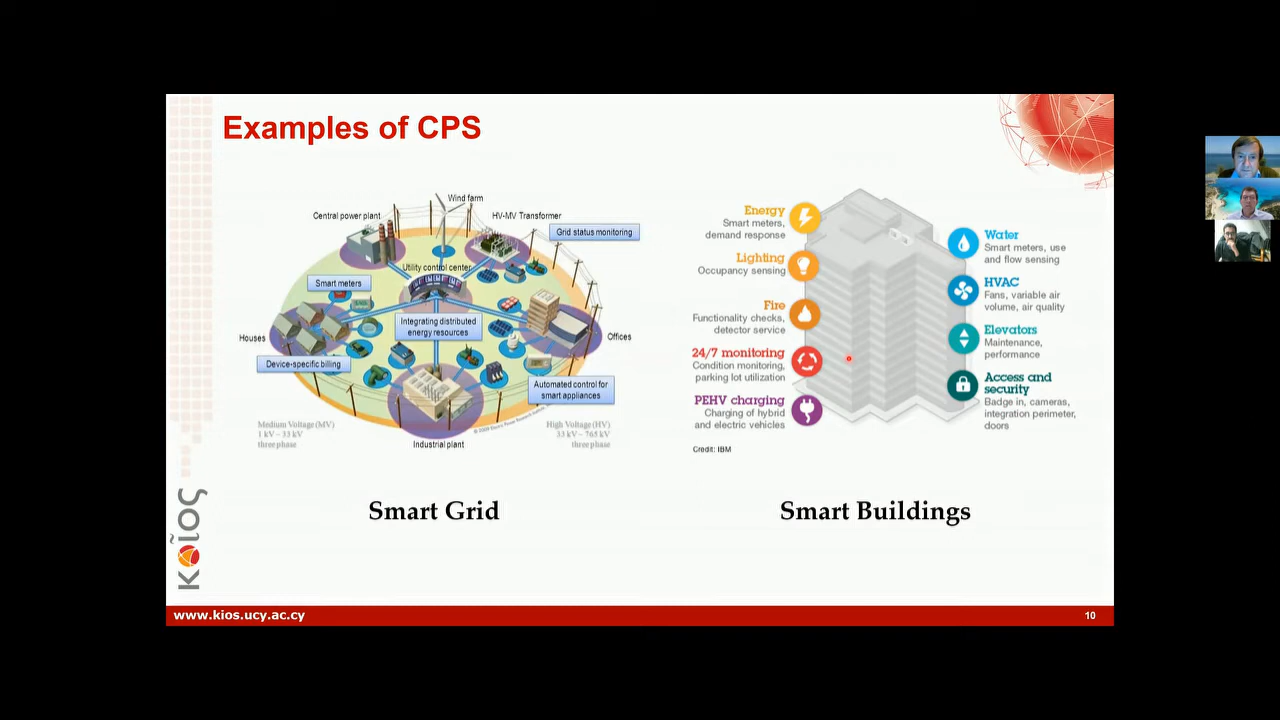 Examples of CPS
Wind farm
Central power plant
HV-MV Transformer
Grid status monitoring
Utility control center
Smart meters
Integrating distributed
energy resources
Houses
Offices
Device-specific billing
Automated control for
smart appliances
Medium Voltage (MV)
1 kV – 33 kV
three phase
High Voltage (HV)
33 kV – 765 kV
three phase
Industrial plant
Smart Grid
Energy
Smart meters,
demand response
Lighting
Occupancy sensing
Fire
Functionality checks,
detector service
24/7 monitoring
Condition monitoring,
parking lot utilization
PEHV charging
Charging of hybrid
and electric vehicles
Water
Smart meters, use
and flow sensing
HVAC
Fans, variable air
volume, air quality
Elevators
Maintenance,
performance
Access and
security
Badge in, cameras,
integration perimeter,
doors
Credit: IBM
Smart Buildings
κοῖος
www.kios.ucy.ac.cy
10